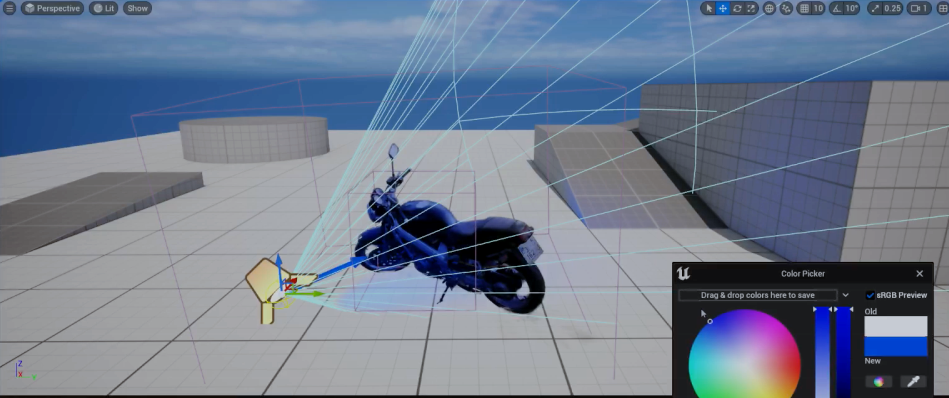 Perspective Lit Show 10 10° 0.25 1
Color Picker
Drag & drop colors here to save
sRGB Preview
Old
New
Z
X
Y